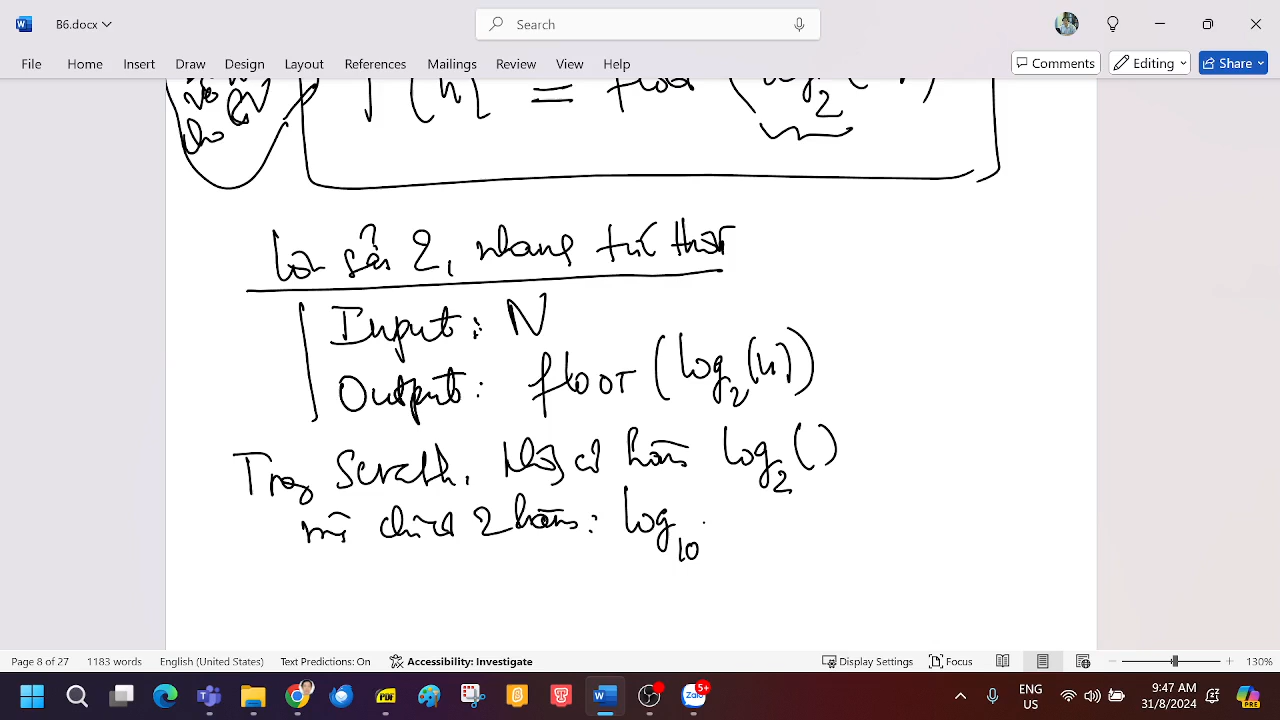 B6.docx
Search
File Home Insert Draw Design Layout References Mailings Review View Help
Comments Editing Share
cho
f(n) = floor (log2(
Input: N
Output: floor (log2(n))
Trong Scratch, không có hàm log2()
mà chỉ có 2 hàm: log10
Page 8 of 27 1183 words English (United States) Text Predictions: On Accessibility: Investigate Display Settings Focus 130%
5+ ENG US 9:47 AM 31/8/2024 PRE